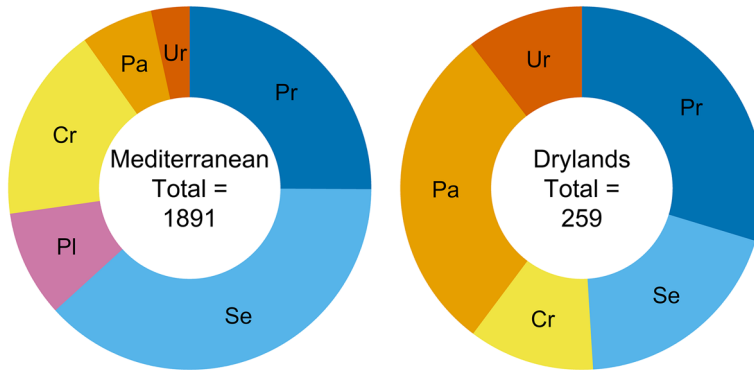 Ur
Pa
Pr
Cr
Mediterranean
Total =
1891
Pl
Se
Ur
Pr
Pa
Drylands
Total =
259
Se
Cr